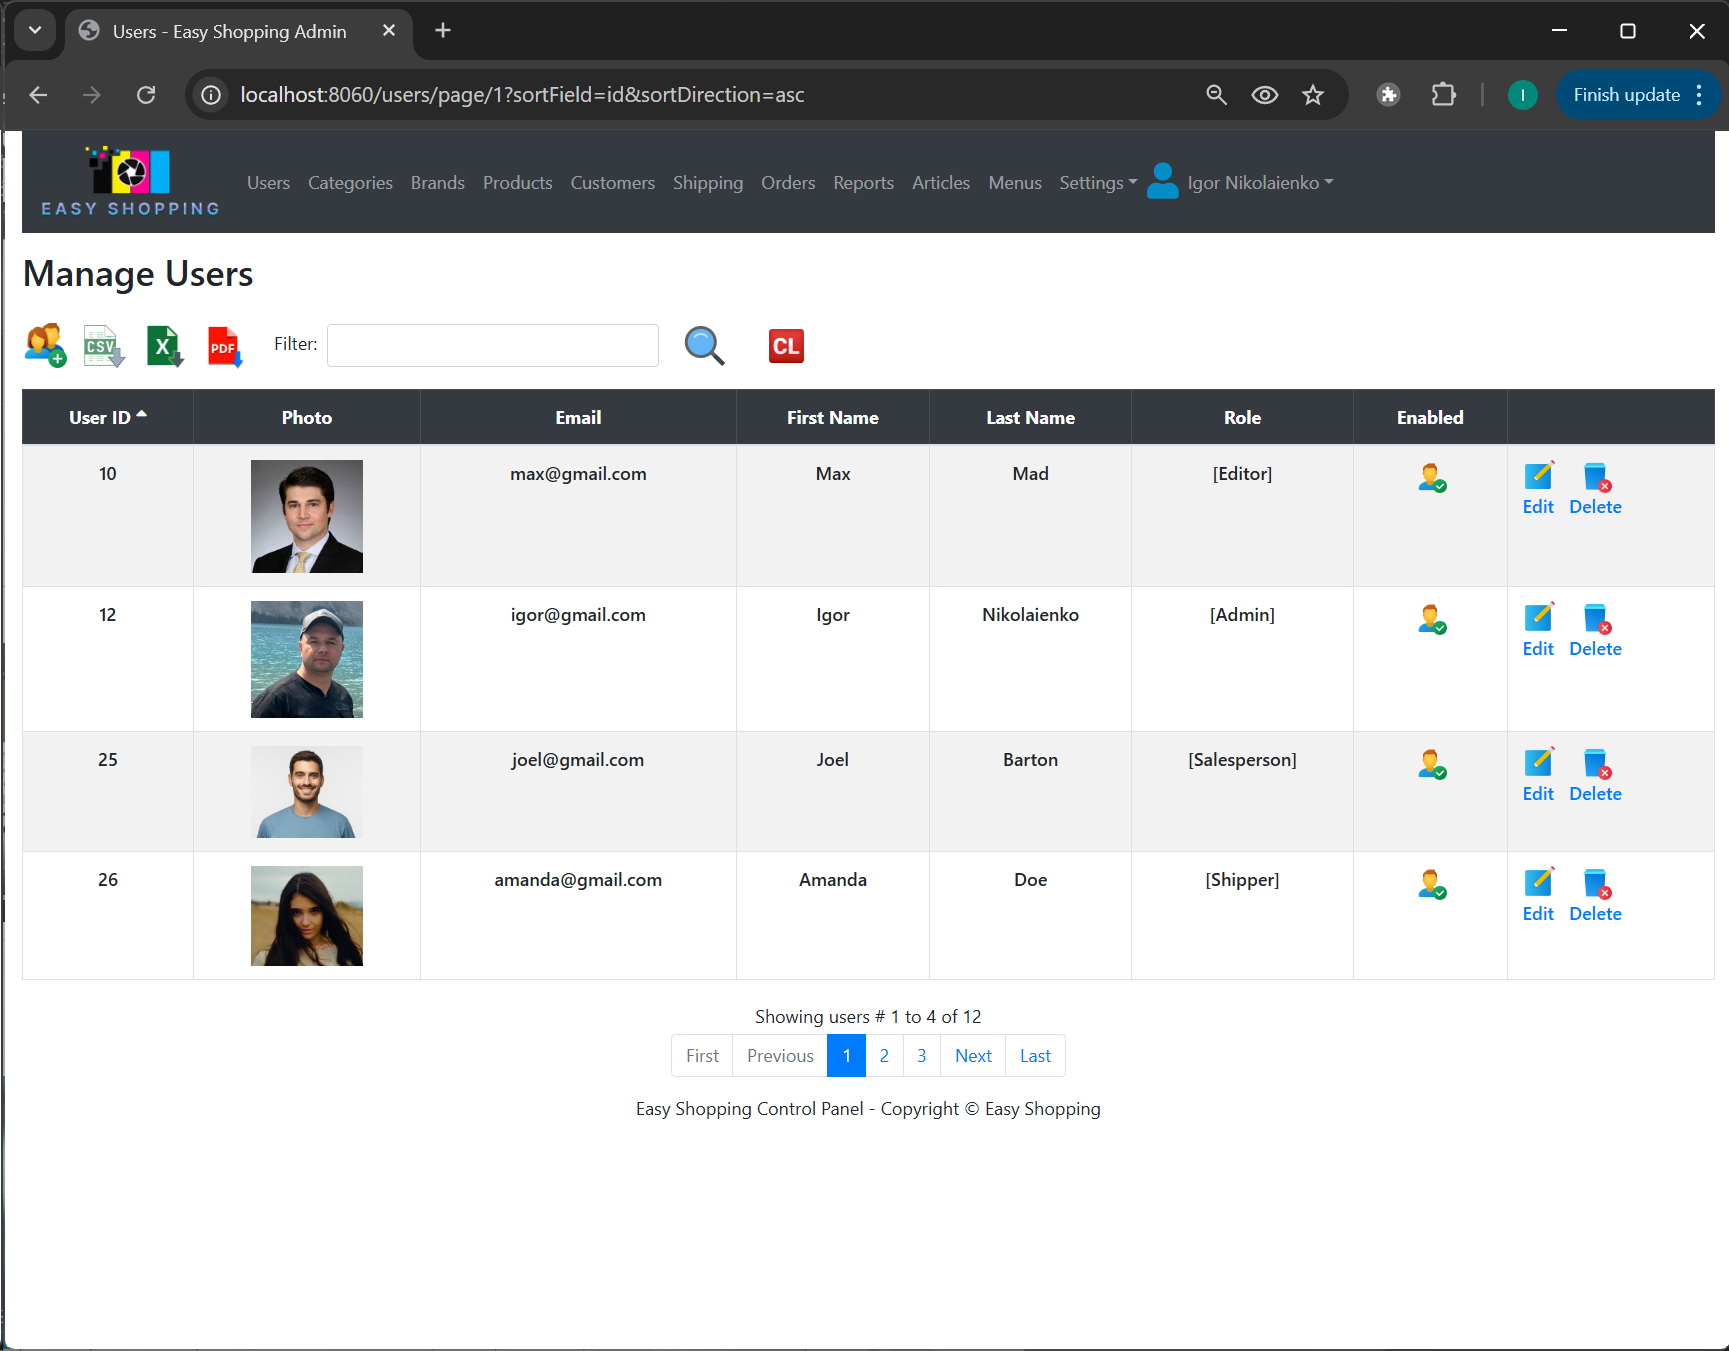 Users - Easy Shopping Admin
localhost:8060/users/page/1?sortField=id&sortDirection=asc
I
Finish update
EASY SHOPPING
Users Categories Brands Products Customers Shipping Orders Reports Articles Menus Settings Igor Nikolaienko
Manage Users
CSV X PDF Filter: CL
User ID Photo Email First Name Last Name Role Enabled
10 max@gmail.com Max Mad [Editor] Edit Delete
12 igor@gmail.com Igor Nikolaienko [Admin] Edit Delete
25 joel@gmail.com Joel Barton [Salesperson] Edit Delete
26 amanda@gmail.com Amanda Doe [Shipper] Edit Delete
Showing users # 1 to 4 of 12
First Previous 1 2 3 Next Last
Easy Shopping Control Panel - Copyright © Easy Shopping